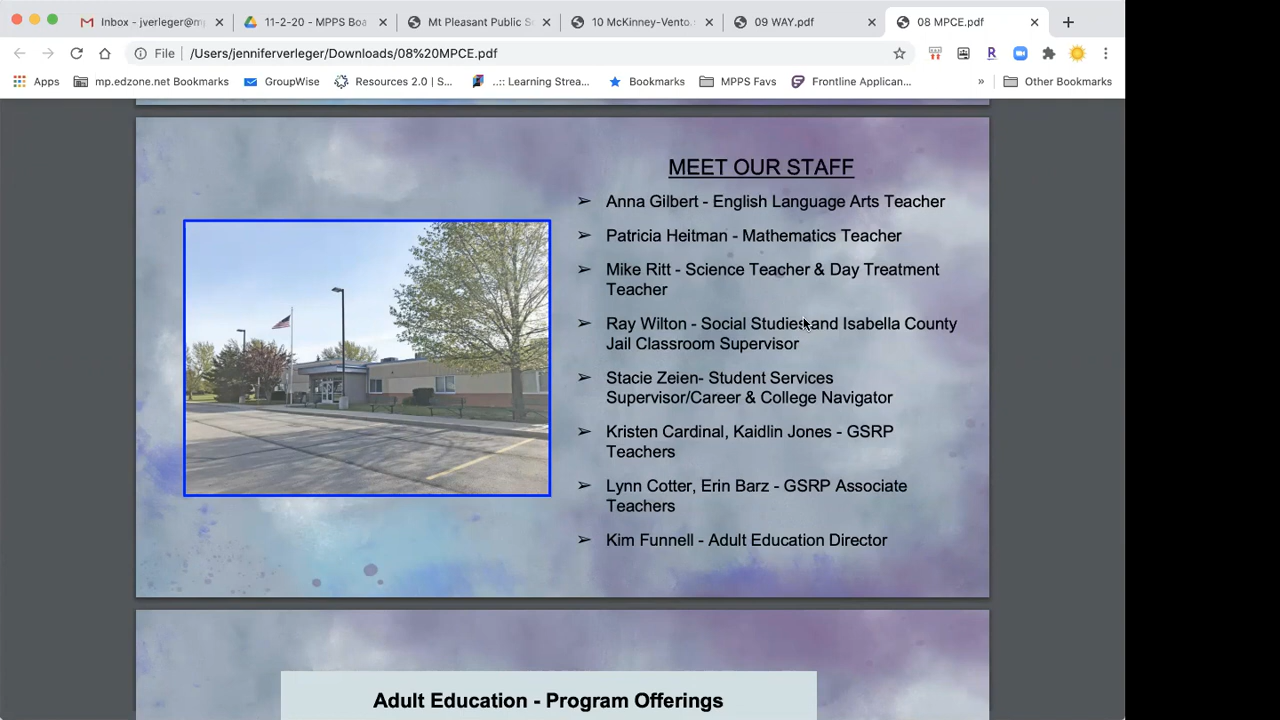 Inbox - jverleger@m
11-2-20 - MPPS Boa
Mt Pleasant Public S
10 McKinney-Vento.
09 WAY.pdf
08 MPCE.pdf
File
/Users/jenniferverleger/Downloads/08%20MPCE.pdf
Apps
mp.edzone.net Bookmarks
GroupWise
Resources 2.0 | S...
..:: Learning Strea...
Bookmarks
MPPS Favs
Frontline Applican...
»
Other Bookmarks
MEET OUR STAFF
➢ Anna Gilbert - English Language Arts Teacher
➢ Patricia Heitman - Mathematics Teacher
➢ Mike Ritt - Science Teacher & Day Treatment
Teacher
➢ Ray Wilton - Social Studies and Isabella County
Jail Classroom Supervisor
➢ Stacie Zeien- Student Services
Supervisor/Career & College Navigator
➢ Kristen Cardinal, Kaidlin Jones - GSRP
Teachers
➢ Lynn Cotter, Erin Barz - GSRP Associate
Teachers
➢ Kim Funnell - Adult Education Director
Adult Education - Program Offerings